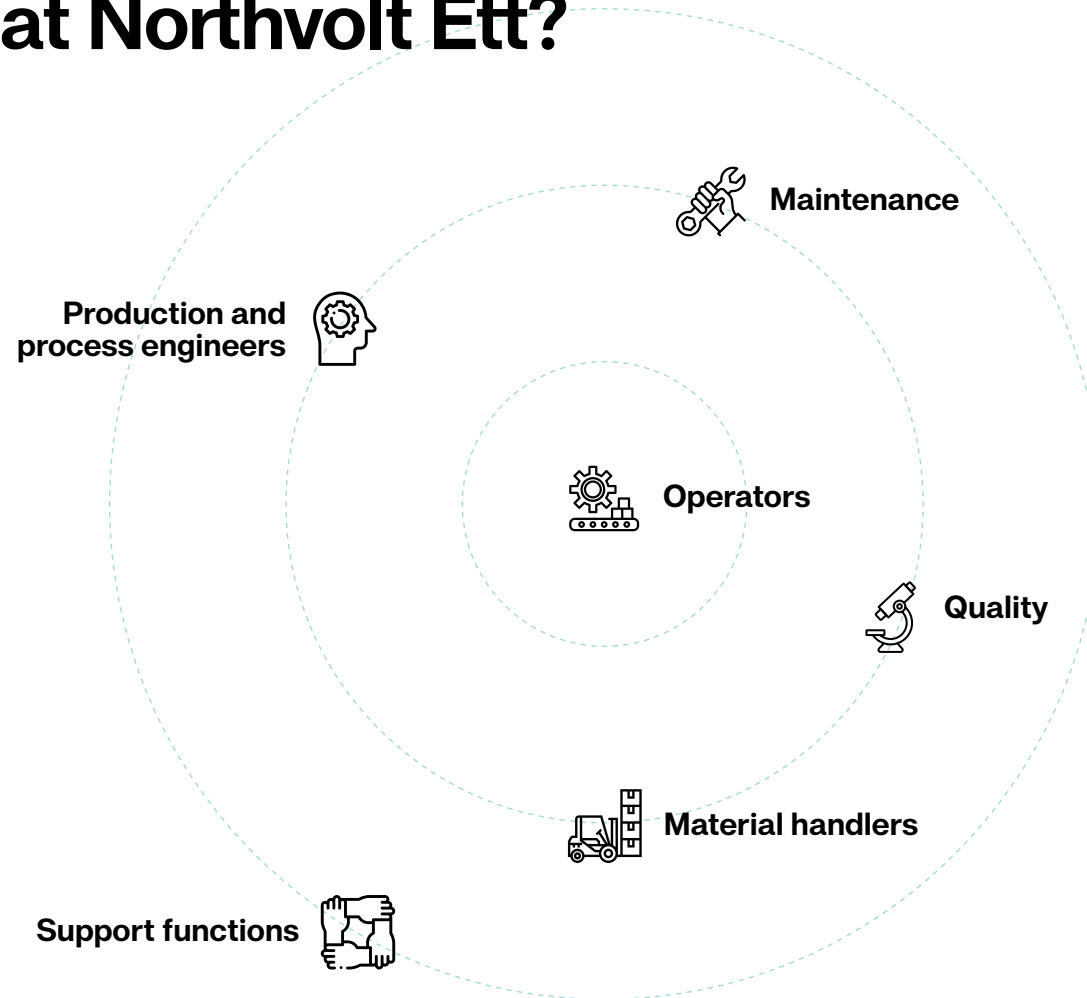 at Northvolt Ett?
Maintenance
Production and
process engineers
Operators
Quality
Material handlers
Support functions